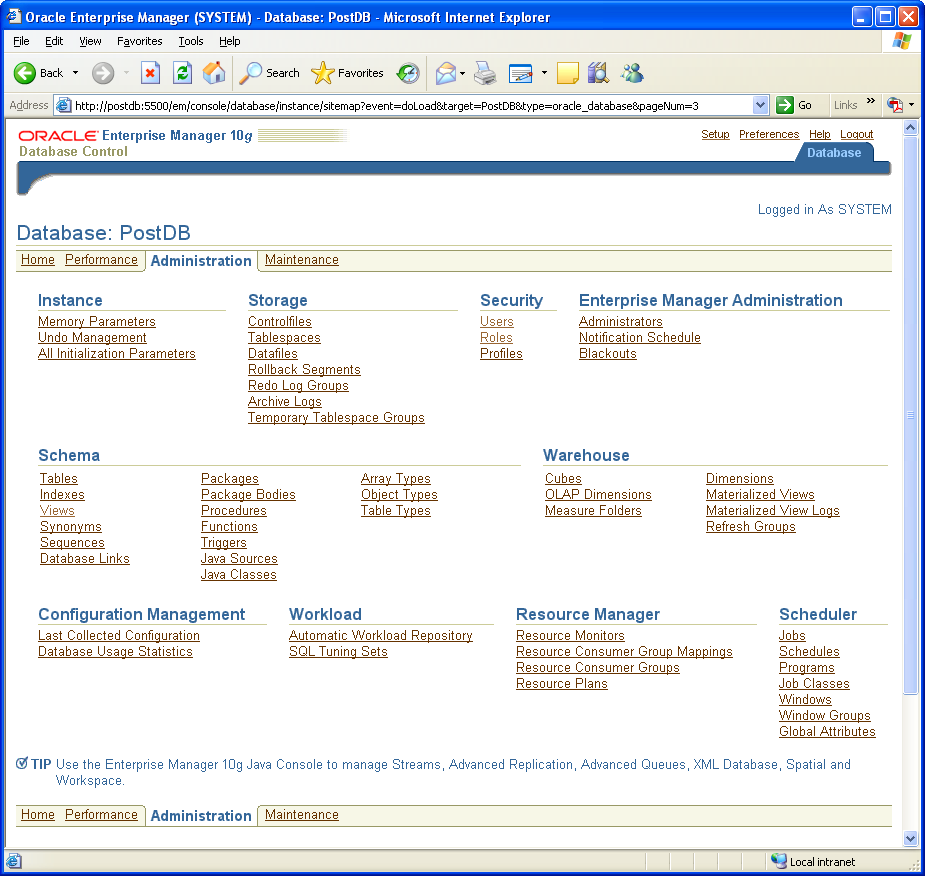 Oracle Enterprise Manager (SYSTEM) - Database: PostDB - Microsoft Internet Explorer
File Edit View Favorites Tools Help
Back Search Favorites
Address http://postdb:5500/em/console/database/instance/sitemap?event=doLoad&target=PostDB&type=oracle_database&pageNum=3 Go Links »
ORACLE Enterprise Manager 10g
Database Control
Setup Preferences Help Logout
Database
Logged in As SYSTEM
Database: PostDB
Home Performance Administration Maintenance
Instance
Memory Parameters
Undo Management
All Initialization Parameters
Storage
Controlfiles
Tablespaces
Datafiles
Rollback Segments
Redo Log Groups
Archive Logs
Temporary Tablespace Groups
Security
Users
Roles
Profiles
Enterprise Manager Administration
Administrators
Notification Schedule
Blackouts
Schema
Tables
Indexes
Views
Synonyms
Sequences
Database Links
Packages
Package Bodies
Procedures
Functions
Triggers
Java Sources
Java Classes
Array Types
Object Types
Table Types
Warehouse
Cubes
OLAP Dimensions
Measure Folders
Dimensions
Materialized Views
Materialized View Logs
Refresh Groups
Configuration Management
Last Collected Configuration
Database Usage Statistics
Workload
Automatic Workload Repository
SQL Tuning Sets
Resource Manager
Resource Monitors
Resource Consumer Group Mappings
Resource Consumer Groups
Resource Plans
Scheduler
Jobs
Schedules
Programs
Job Classes
Windows
Window Groups
Global Attributes
TIP Use the Enterprise Manager 10g Java Console to manage Streams, Advanced Replication, Advanced Queues, XML Database, Spatial and
Workspace.
Home Performance Administration Maintenance
Local intranet